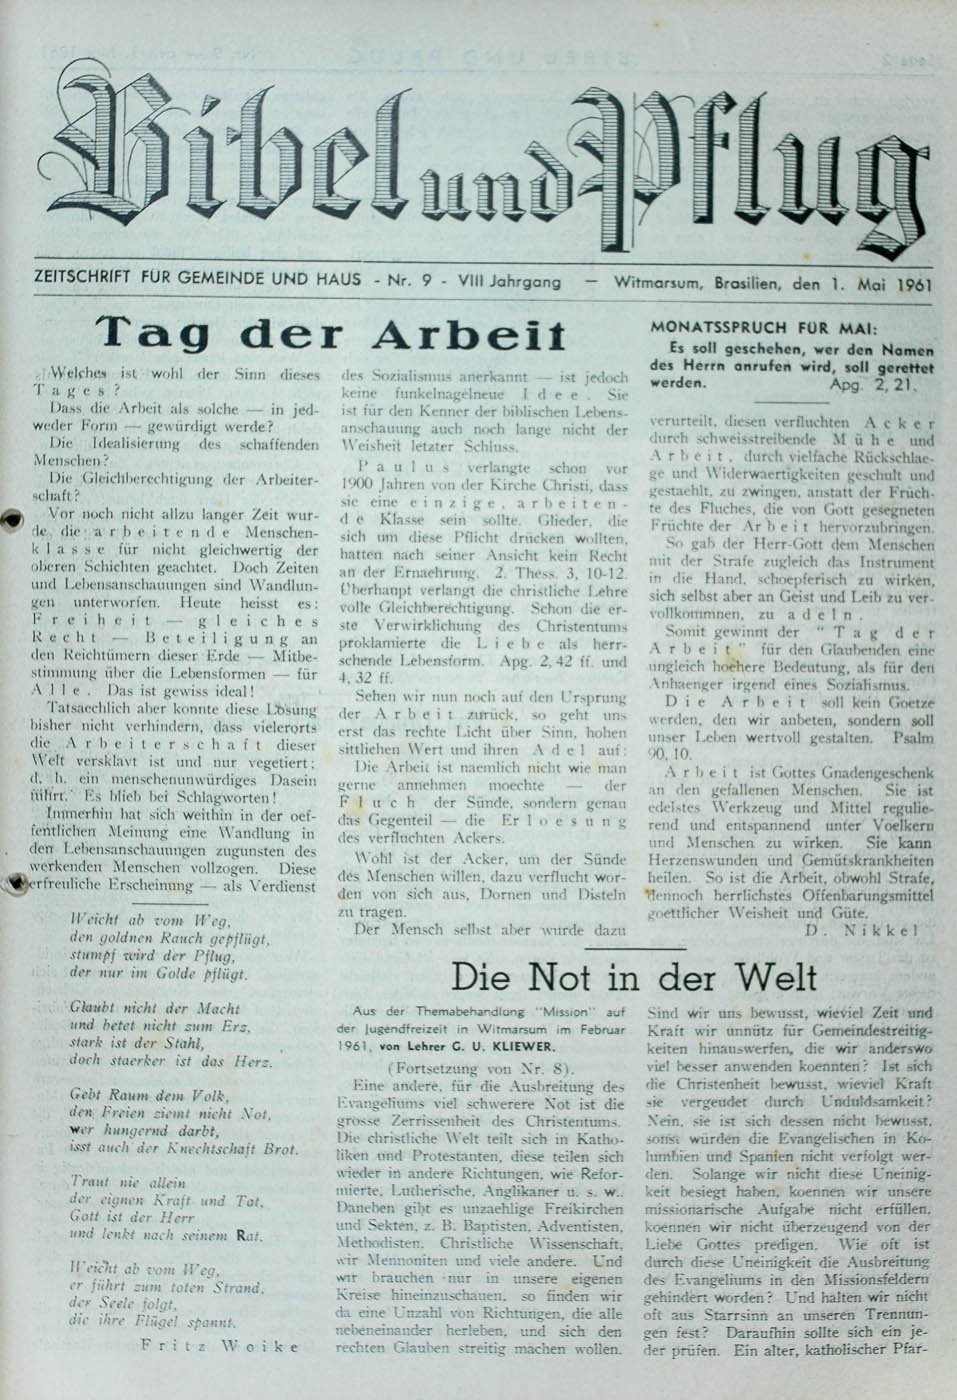 Bibel und Pflug
ZEITSCHRIFT FÜR GEMEINDE UND HAUS - Nr. 9 - VIII Jahrgang — Witmarsum, Brasilien, den 1. Mai 1961
Tag der Arbeit
Welches ist wohl der Sinn dieses
Tages?
Dass die Arbeit als solche — in jed-
weder Form — gewürdigt werde?
Die Idealisierung des schaffenden
Menschen?
Die Gleichberechtigung der Arbeiter-
schaft?
Vor noch nicht allzu langer Zeit wur-
de die arbeitende Menschen-
klasse für nicht gleichwertig der
oberen Schichten geachtet. Doch Zeiten
und Lebensanschauungen sind Wandlun-
gen unterworfen. Heute heisst es:
Freiheit — gleiches
Recht — Beteiligung an
den Reichtümern dieser Erde — Mitbe-
stimmung über die Lebensformen — für
Alle. Das ist gewiss ideal!
Tatsaechlich aber konnte diese Lösung
bisher nicht verhindern, dass vielerorts
die Arbeiterschaft dieser
Welt versklavt ist und nur vegetiert;
d. h. ein menschenunwürdiges Dasein
führt. Es blieb bei Schlagworten!
Immerhin hat sich weithin in der oef-
fentlichen Meinung eine Wandlung in
den Lebensanschauungen zugunsten des
werkenden Menschen vollzogen. Diese
erfreuliche Erscheinung — als Verdienst
des Sozialismus anerkannt — ist jedoch
keine funkelnagelneue Idee. Sie
ist für den Kenner der biblischen Lebens-
anschauung auch noch lange nicht der
Weisheit letzter Schluss.
Paulus verlangte schon vor
1900 Jahren von der Kirche Christi, dass
sie eine einzige, arbeiten-
de Klasse sein sollte. Glieder, die
sich um diese Pflicht drücken wollten,
hatten nach seiner Ansicht kein Recht
an der Ernaehrung. 2. Thess. 3, 10-12.
Überhaupt verlangt die christliche Lehre
volle Gleichberechtigung. Schon die er-
ste Verwirklichung des Christentums
proklamierte die Liebe als herr-
schende Lebensform. Apg. 2, 42 ff. und
4, 32 ff.
Sehen wir nun noch auf den Ursprung
der Arbeit zurück, so geht uns
erst das rechte Licht über Sinn, hohen
sittlichen Wert und ihren Adel auf:
Die Arbeit ist naemlich nicht wie man
gerne annehmen moechte — der
Fluch der Sünde, sondern genau
das Gegenteil — die Erloesung
des verfluchten Ackers.
Wohl ist der Acker, um der Sünde
des Menschen willen, dazu verflucht wor-
den von sich aus, Dornen und Disteln
zu tragen.
Der Mensch selbst aber wurde dazu
MONATSSPRUCH FÜR MAI:
Es soll geschehen, wer den Namen
des Herrn anrufen wird, soll gerettet
werden. Apg. 2, 21.
verurteilt, diesen verfluchten Acker
durch schweisstreibende Mühe und
Arbeit, durch vielfache Rückschlae-
ge und Widerwaertigkeiten geschult und
gestaehlt, zu zwingen, anstatt der Früch-
te des Fluches, die von Gott gesegneten
Früchte der Arbeit hervorzubringen.
So gab der Herr-Gott dem Menschen
mit der Strafe zugleich das Instrument
in die Hand, schoepferisch zu wirken,
sich selbst aber an Geist und Leib zu ver-
vollkommnen, zu adeln.
Somit gewinnt der "Tag der
Arbeit" für den Glaubenden eine
ungleich hoehere Bedeutung, als für den
Anhaenger irgend eines Sozialismus.
Die Arbeit soll kein Goetze
werden, den wir anbeten, sondern soll
unser Leben wertvoll gestalten. Psalm
90, 10.
Arbeit ist Gottes Gnadengeschenk
an den gefallenen Menschen. Sie ist
edelstes Werkzeug und Mittel regulie-
rend und entspannend unter Voelkern
und Menschen zu wirken. Sie kann
Herzenswunden und Gemütskrankheiten
heilen. So ist die Arbeit, obwohl Strafe,
dennoch herrlichstes Offenbarungsmittel
goettlicher Weisheit und Güte.
D. Nikkel
Weicht ab vom Weg,
den goldnen Rauch gepflügt,
stumpf wird der Pflug,
der nur im Golde pflügt.
Glaubt nicht der Macht
und betet nicht zum Erz,
stark ist der Stahl,
doch staerker ist das Herz.
Gebt Raum dem Volk,
den Freien ziemt nicht Not,
wer hungernd darbt,
isst auch der Knechtschaft Brot.
Traut nie allein
der eignen Kraft und Tat,
Gott ist der Herr
und lenkt nach seinem Rat.
Weicht ab vom Weg,
er führt zum toten Strand,
der Seele folgt,
die ihre Flügel spannt.
Fritz Woike
Die Not in der Welt
Aus der Themabehandlung "Mission" auf
der Jugendfreizeit in Witmarsum im Februar
1961, von Lehrer G. U. KLIEWER.
(Fortsetzung von Nr. 8).
Eine andere, für die Ausbreitung des
Evangeliums viel schwerere Not ist die
grosse Zerrissenheit des Christentums.
Die christliche Welt teilt sich in Katho-
liken und Protestanten, diese teilen sich
wieder in andere Richtungen, wie Refor-
mierte, Lutherische, Anglikaner u. s. w..
Daneben gibt es unzaehlige Freikirchen
und Sekten, z. B. Baptisten, Adventisten,
Methodisten, Christliche Wissenschaft,
wir Mennoniten und viele andere. Und
wir brauchen nur in unsere eigenen
Kreise hineinzuschauen, so finden wir
da eine Unzahl von Richtungen, die alle
nebeneinander herleben, und sich den
rechten Glauben streitig machen wollen.
Sind wir uns bewusst, wieviel Zeit und
Kraft wir unnütz für Gemeindestreitig-
keiten hinauswerfen, die wir anderswo
viel besser anwenden koennten? Ist sich
die Christenheit bewusst, wieviel Kraft
sie vergeudet durch Unduldsamkeit?
Nein, sie ist sich dessen nicht bewusst,
sonst würden die Evangelischen in Ko-
lumbien und Spanien nicht verfolgt wer-
den. Solange wir nicht diese Uneinig-
keit besiegt haben, koennen wir unsere
missionarische Aufgabe nicht erfüllen,
koennen wir nicht überzeugend von der
Liebe Gottes predigen. Wie oft ist
durch diese Uneinigkeit die Ausbreitung
des Evangeliums in den Missionsfeldern
gehindert worden? Und halten wir nicht
oft aus Starrsinn an unseren Trennun-
gen fest? Daraufhin sollte sich ein je-
der prüfen. Ein alter, katholischer Pfar-